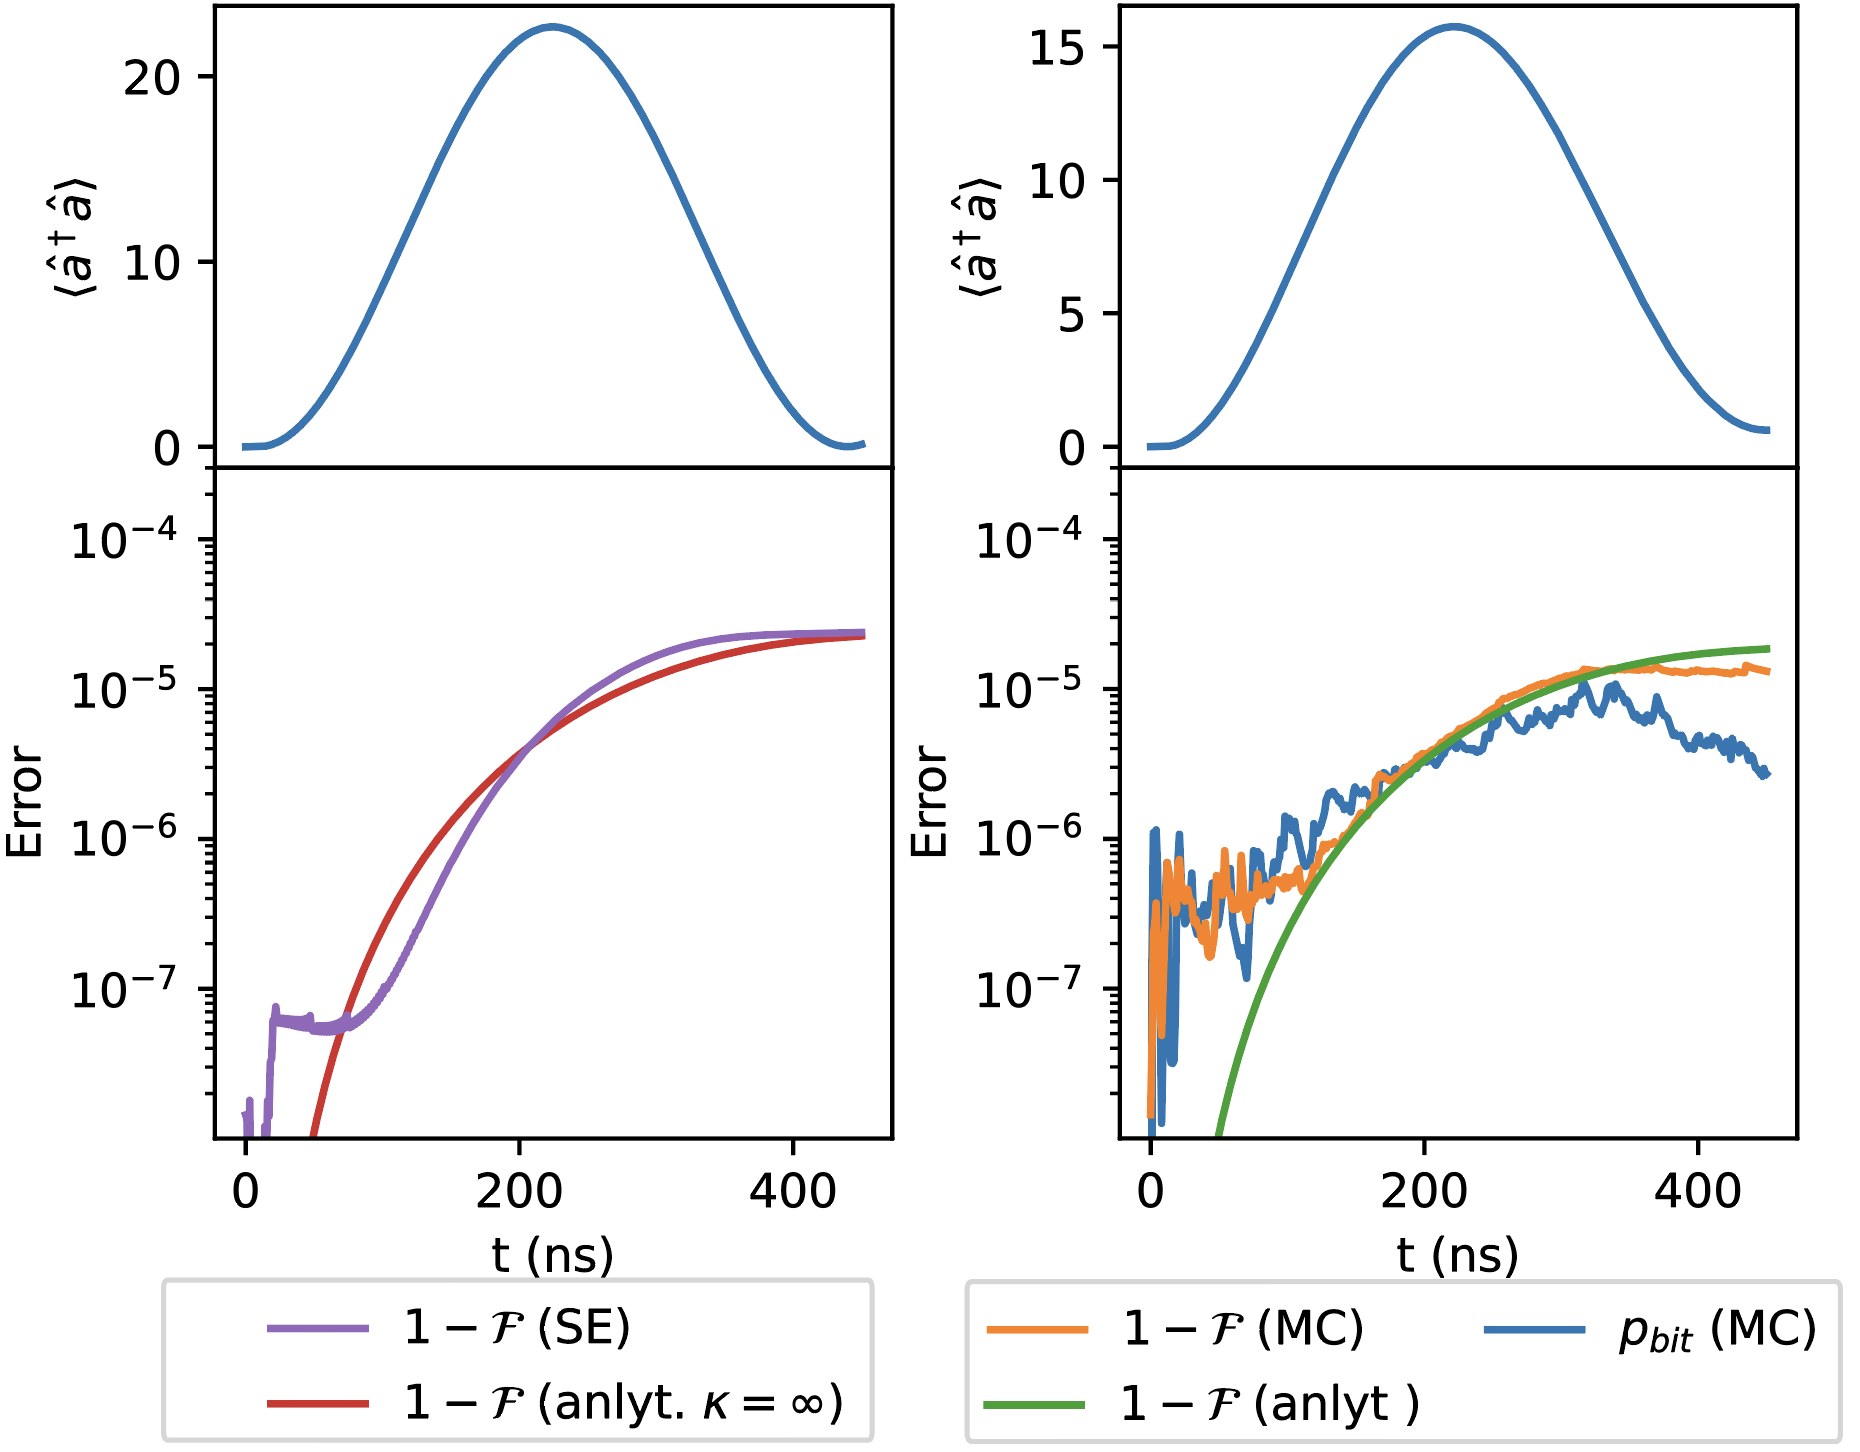 20
10
0
⟨â†â⟩
15
10
5
0
⟨â†â⟩
10⁻⁴
10⁻⁵
10⁻⁶
10⁻⁷
Error
0
200
400
t (ns)
10⁻⁴
10⁻⁵
10⁻⁶
10⁻⁷
Error
0
200
400
t (ns)
1 − ℱ (SE)
1 − ℱ (anlyt. κ = ∞)
1 − ℱ (MC)
p_bit (MC)
1 − ℱ (anlyt )